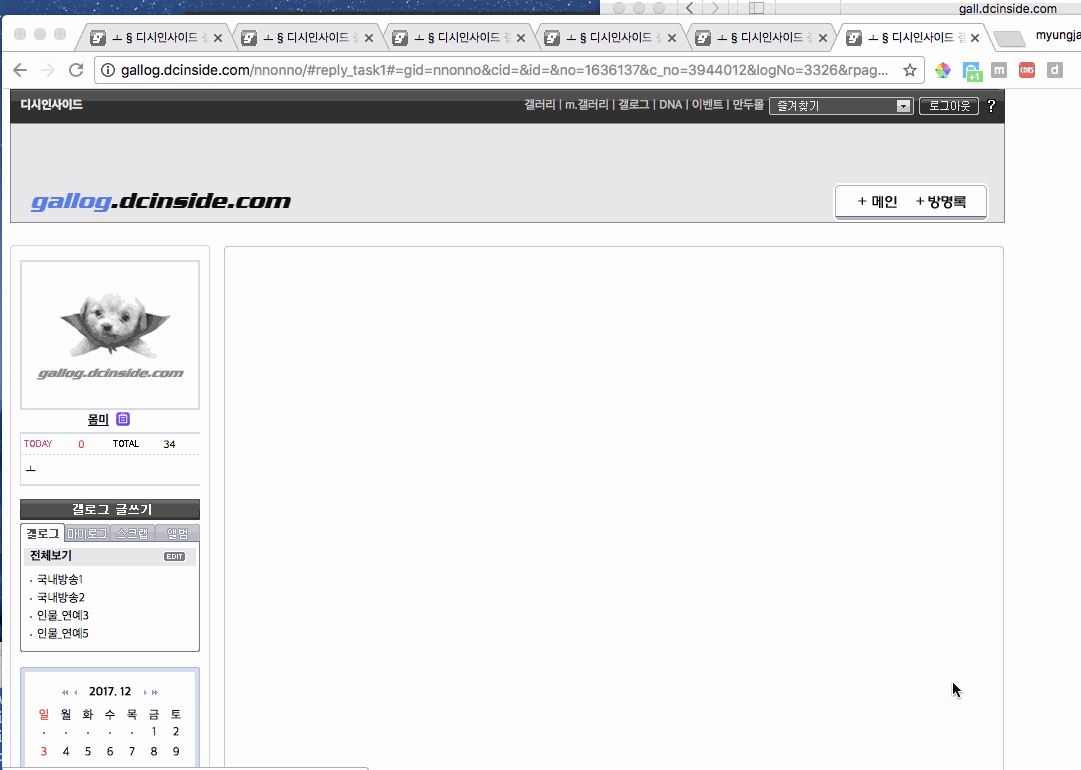 gall.dcinside.com
ㅗ § 디시인사이드 갤
ㅗ § 디시인사이드
ㅗ § 디시인사이드 갤
ㅗ § 디시인사이드 갤
ㅗ § 디시인사이드 갤
ㅗ § 디시인사이드 갤
myungja
gallog.dcinside.com/nnonno/#reply_task1#=gid=nnonno&cid=&id=&no=1636137&c_no=3944012&logNo=3326&rpag...
+1
m
CORS
d
디시인사이드
갤러리 | m.갤러리 | 갤로그 | DNA | 이벤트 | 만두몰
즐겨찾기
로그아웃
?
gallog.dcinside.com
+ 메인
+ 방명록
gallog.dcinside.com
몰미
TODAY 0 TOTAL 34
ㅗ
갤로그 글쓰기
갤로그 마이로그 스크랩 앨범
전체보기 EDIT
· 국내방송1
· 국내방송2
· 인물_연예3
· 인물_연예5
2017. 12
일 월 화 수 목 금 토
· · · · · 1 2
3 4 5 6 7 8 9